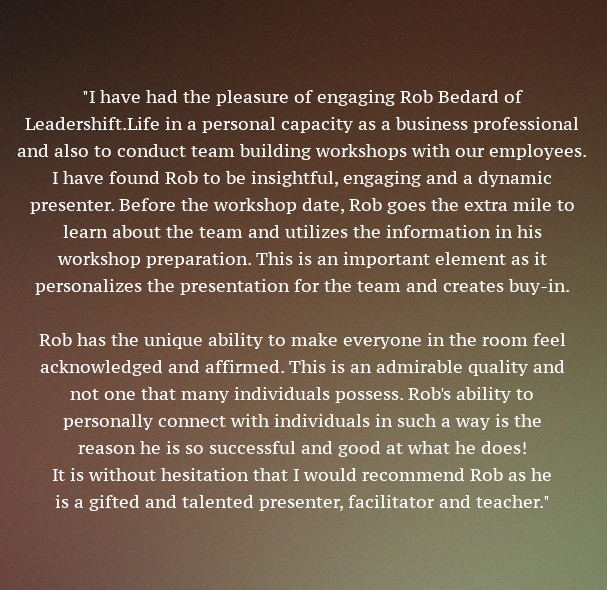 "I have had the pleasure of engaging Rob Bedard of
Leadershift.Life in a personal capacity as a business professional
and also to conduct team building workshops with our employees.
I have found Rob to be insightful, engaging and a dynamic
presenter. Before the workshop date, Rob goes the extra mile to
learn about the team and utilizes the information in his
workshop preparation. This is an important element as it
personalizes the presentation for the team and creates buy-in.

Rob has the unique ability to make everyone in the room feel
acknowledged and affirmed. This is an admirable quality and
not one that many individuals possess. Rob's ability to
personally connect with individuals in such a way is the
reason he is so successful and good at what he does!
It is without hesitation that I would recommend Rob as he
is a gifted and talented presenter, facilitator and teacher."